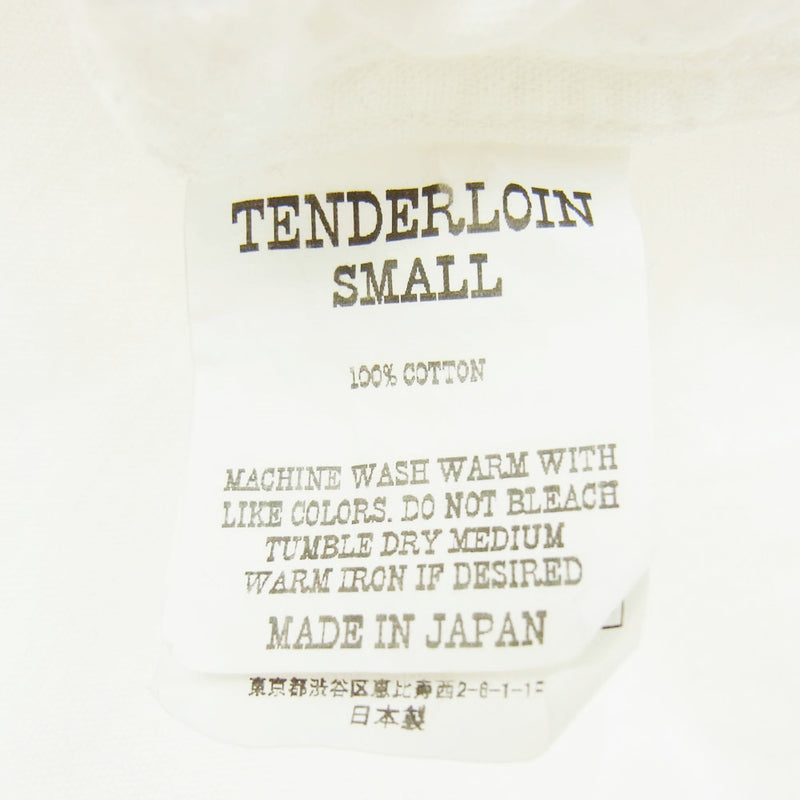 TENDERLOIN
SMALL
100% COTTON
MACHINE WASH WARM WITH
LIKE COLORS. DO NOT BLEACH
TUMBLE DRY MEDIUM
WARM IRON IF DESIRED
MADE IN JAPAN
東京都渋谷区恵比寿西2-6-1-1F
日本製